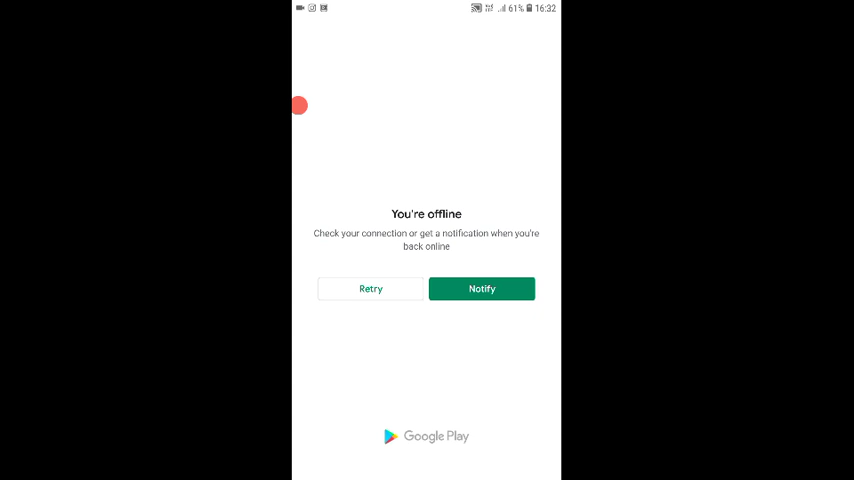 61% 16:32
You're offline
Check your connection or get a notification when you're
back online
Retry Notify
Google Play